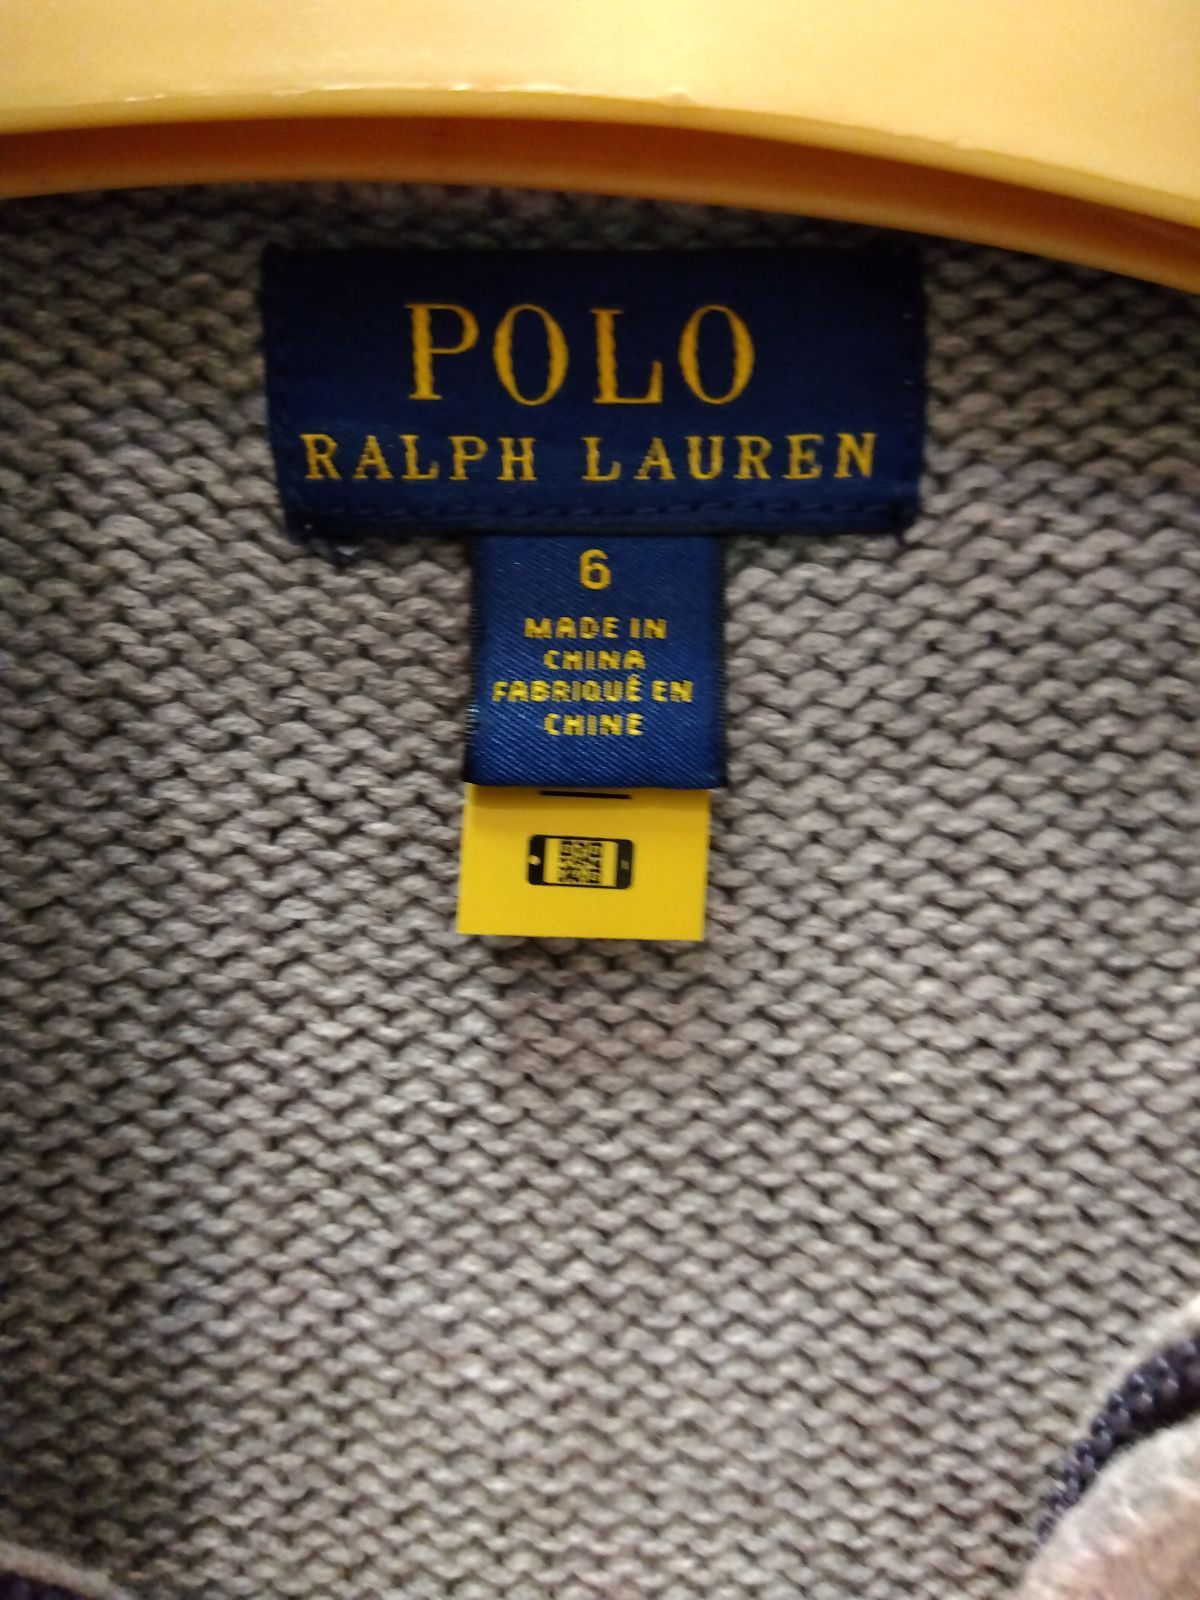 POLO
RALPH LAUREN
6
MADE IN
CHINA
FABRIQUÉ EN
CHINE